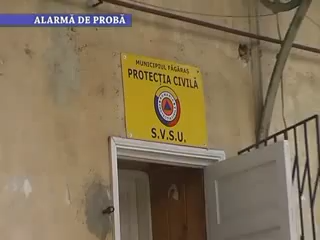 ALARMĂ DE PROBĂ
MUNICIPIUL FĂGĂRAȘ
PROTECȚIA CIVILĂ
S.V.S.U.